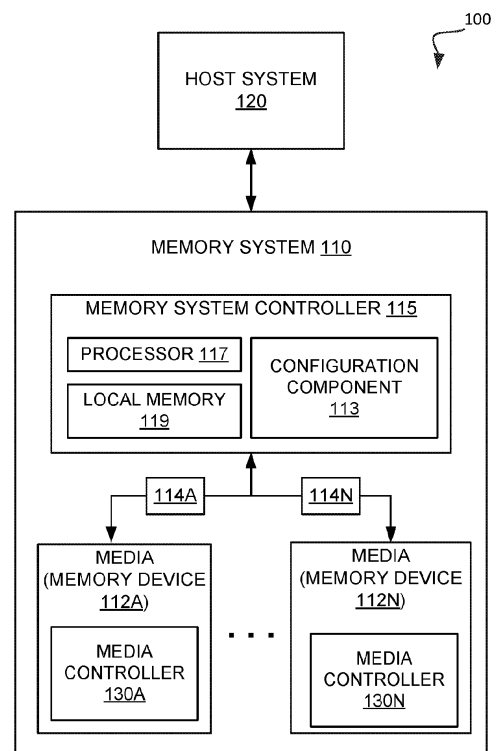 100
HOST SYSTEM
120
MEMORY SYSTEM 110
MEMORY SYSTEM CONTROLLER 115
PROCESSOR 117
LOCAL MEMORY
119
CONFIGURATION
COMPONENT
113
114A
114N
MEDIA
(MEMORY DEVICE
112A)
MEDIA
CONTROLLER
130A
. . .
MEDIA
(MEMORY DEVICE
112N)
MEDIA
CONTROLLER
130N